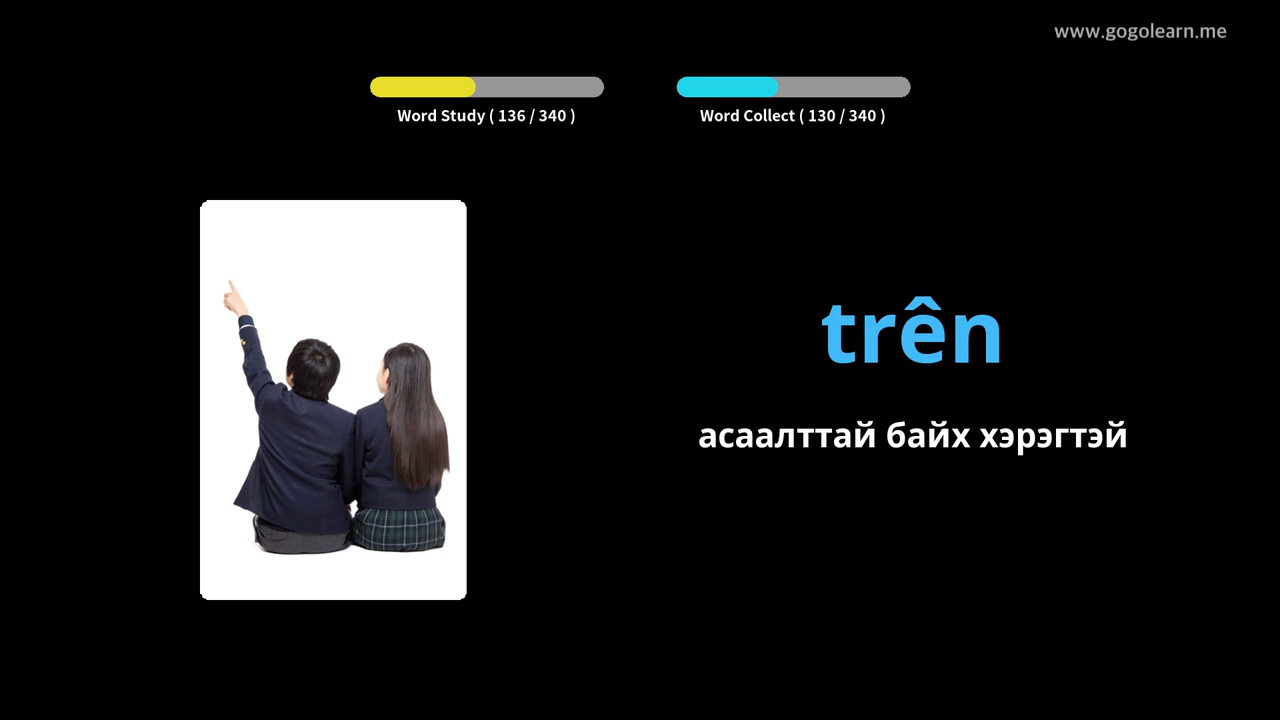 www.gogolearn.me
Word Study ( 136 / 340 )
Word Collect ( 130 / 340 )
trên
асаалттай байх хэрэгтэй